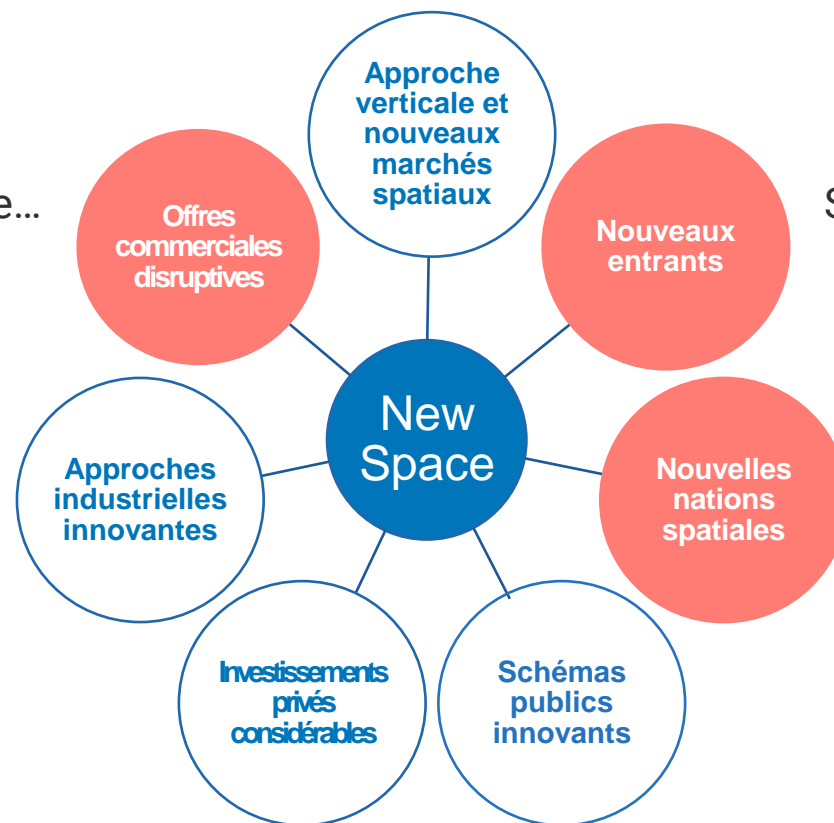 Approche
verticale et
nouveaux
marchés
spatiaux
e...
Offres
commerciales
disruptives
Nouveaux
entrants
S
New
Space
Approches
industrielles
innovantes
Nouvelles
nations
spatiales
Investissements
privés
considérables
Schémas
publics
innovants